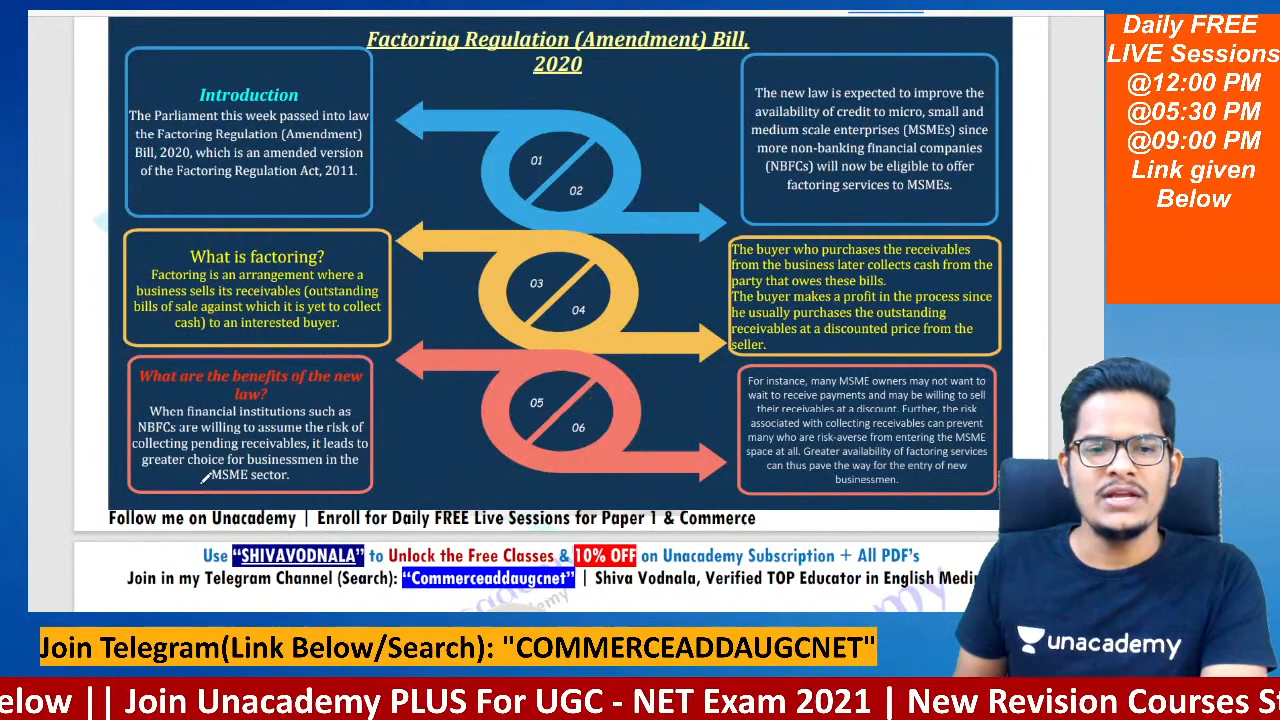 Factoring Regulation (Amendment) Bill,
2020
Introduction
The Parliament this week passed into law
the Factoring Regulation (Amendment)
Bill, 2020, which is an amended version
of the Factoring Regulation Act, 2011.
01
02
The new law is expected to improve the
availability of credit to micro, small and
medium scale enterprises (MSMEs) since
more non-banking financial companies
(NBFCs) will now be eligible to offer
factoring services to MSMEs.
What is factoring?
Factoring is an arrangement where a
business sells its receivables (outstanding
bills of sale against which it is yet to collect
cash) to an interested buyer.
03
04
The buyer who purchases the receivables
from the business later collects cash from the
party that owes these bills.
The buyer makes a profit in the process since
he usually purchases the outstanding
receivables at a discounted price from the
seller.
What are the benefits of the new
law?
When financial institutions such as
NBFCs are willing to assume the risk of
collecting pending receivables, it leads to
greater choice for businessmen in the
MSME sector.
05
06
For instance, many MSME owners may not want to
wait to receive payments and may be willing to sell
their receivables at a discount. Further, the risk
associated with collecting receivables can prevent
many who are risk-averse from entering the MSME
space at all. Greater availability of factoring services
can thus pave the way for the entry of new
businessmen.
Follow me on Unacademy | Enroll for Daily FREE Live Sessions for Paper 1 & Commerce
Use "SHIVAVODNALA" to Unlock the Free Classes & 10% OFF on Unacademy Subscription + All PDF's
Join in my Telegram Channel (Search): "Commerceaddaugcnet" | Shiva Vodnala, Verified TOP Educator in English Mediu
Daily FREE
LIVE Sessions
@12:00 PM
@05:30 PM
@09:00 PM
Link given
Below
unacademy
Join Telegram(Link Below/Search): "COMMERCEADDAUGCNET"
elow || Join Unacademy PLUS For UGC - NET Exam 2021 | New Revision Courses St